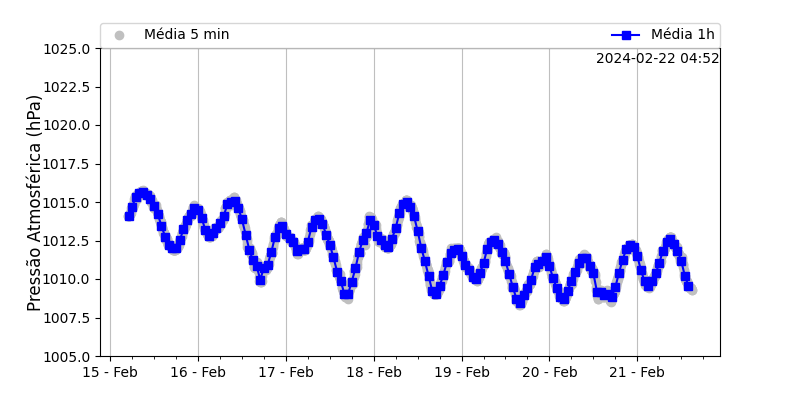 Média 5 min
Média 1h
2024-02-22 04:52
Pressão Atmosférica (hPa)
1025.0
1022.5
1020.0
1017.5
1015.0
1012.5
1010.0
1007.5
1005.0
15 - Feb
16 - Feb
17 - Feb
18 - Feb
19 - Feb
20 - Feb
21 - Feb